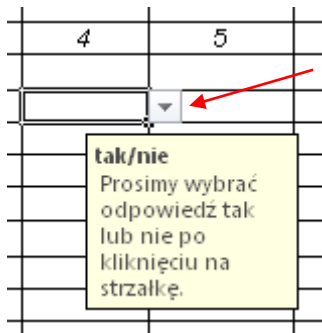 4 5
tak/nie
Prosimy wybrać
odpowiedź tak
lub nie po
kliknięciu na
strzałkę.